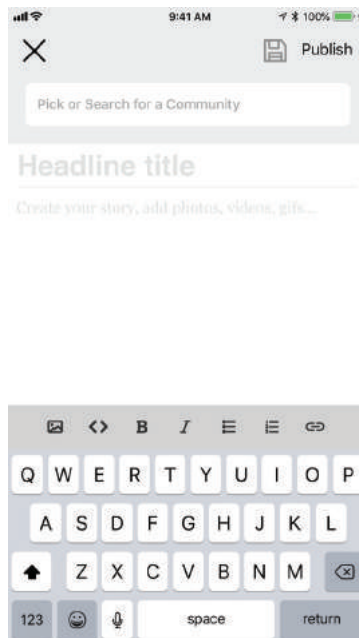 9:41 AM 100%
Publish
Pick or Search for a Community
Headline title
Create your story, add photos, videos, gifs...
B I
Q W E R T Y U I O P
A S D F G H J K L
Z X C V B N M
123 space return